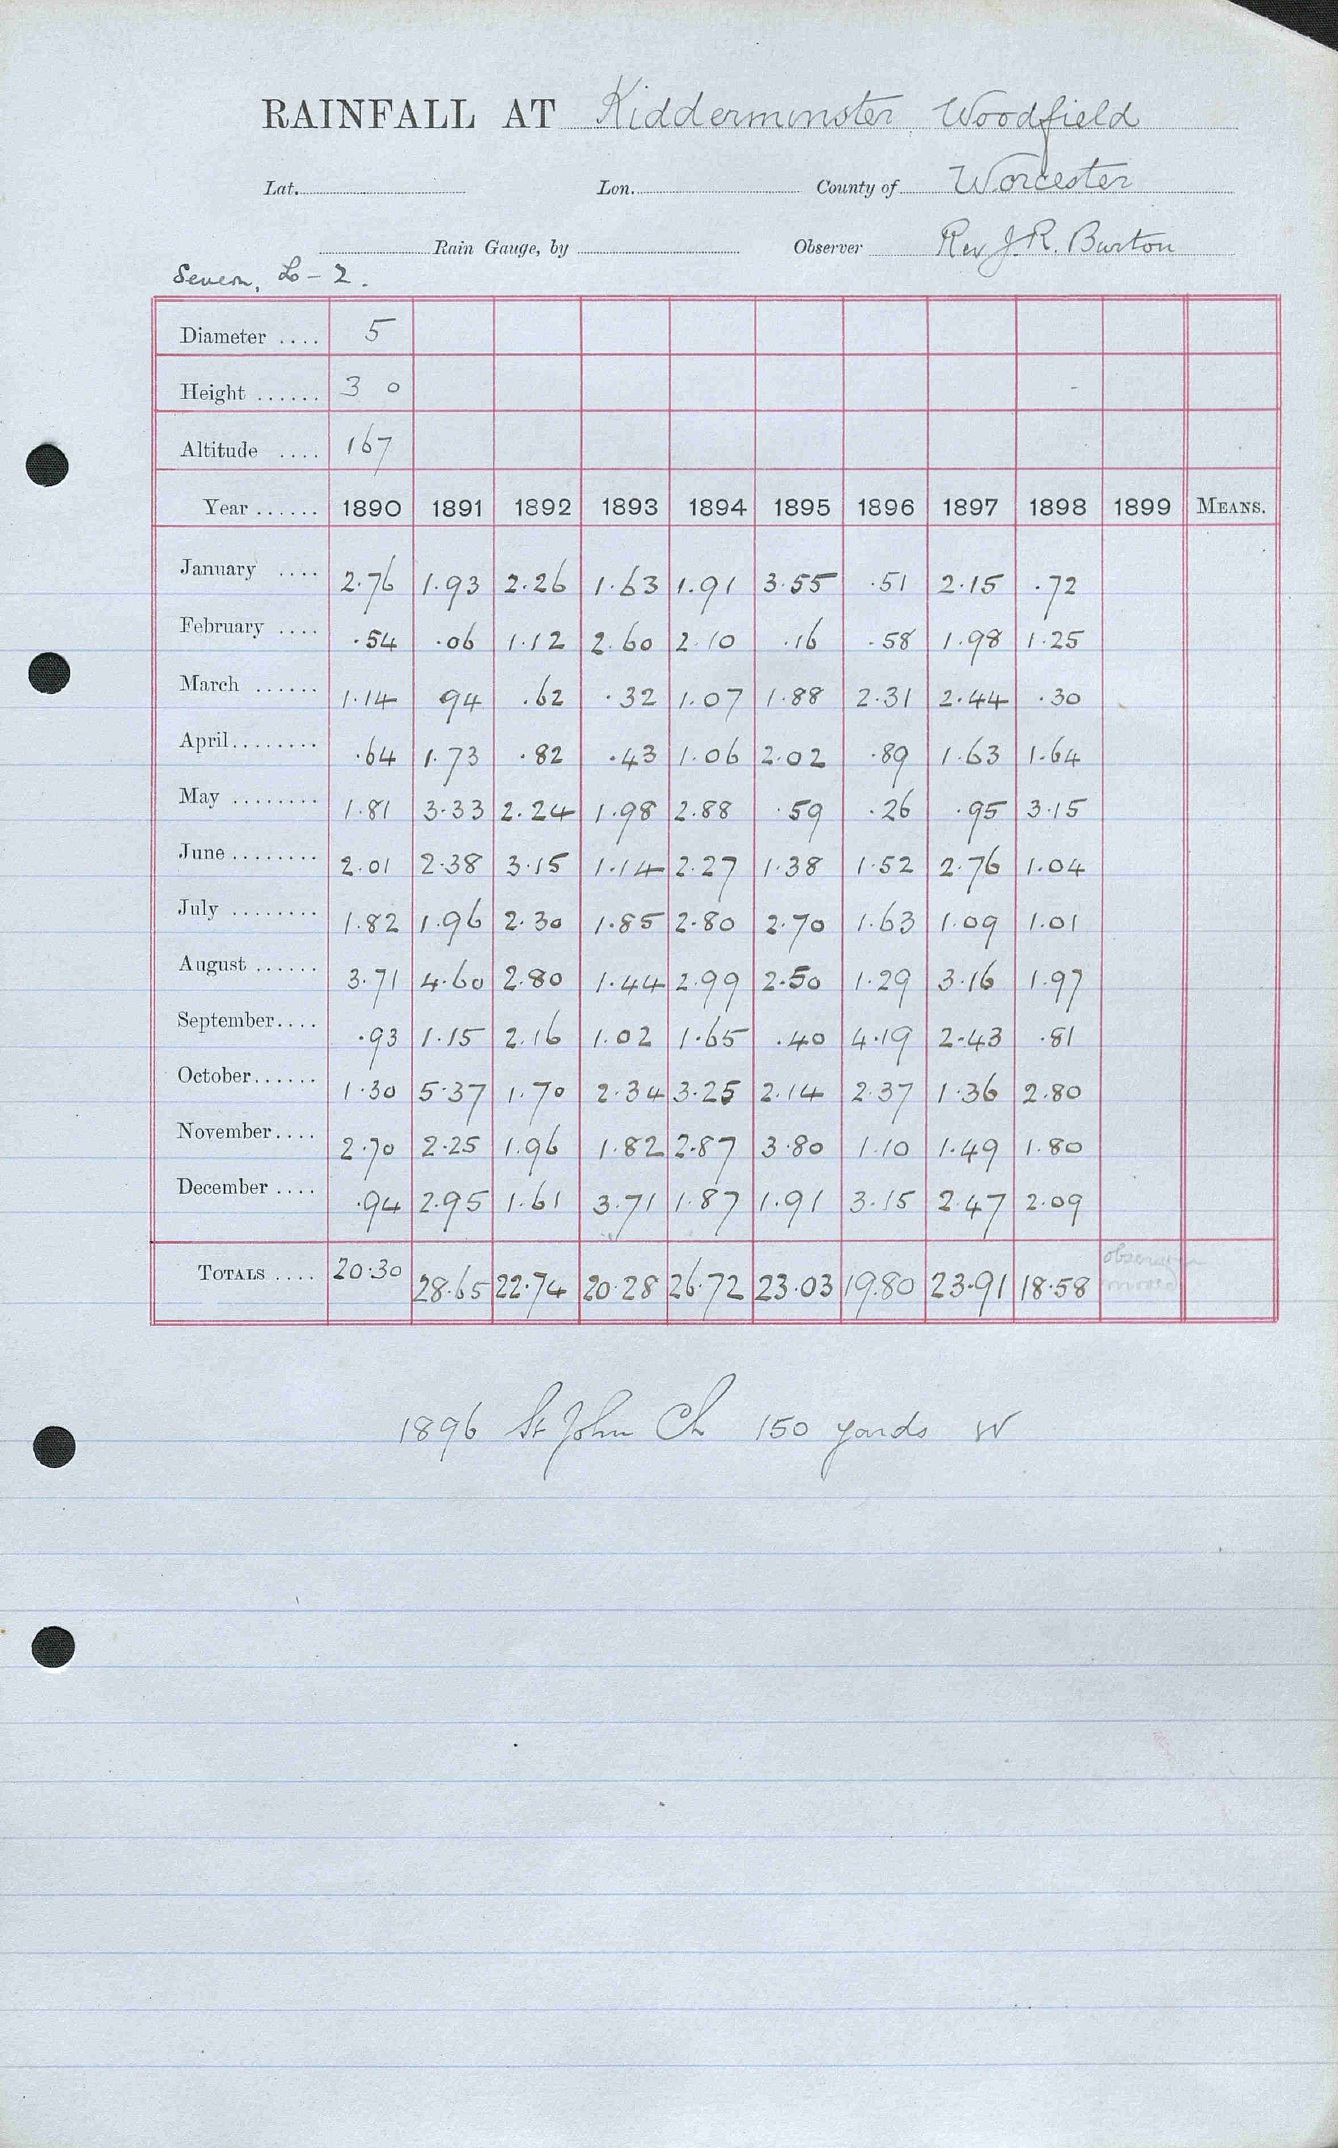 RAINFALL AT Kidderminster, Woodfield
Lat. Lon. County of Worcester
Rain Gauge, by Observer Rev J. R. Burton
Severn, L - 2.
Diameter .... 5
Height ...... 3 0
Altitude .... 167
Year ...... 1890 1891 1892 1893 1894 1895 1896 1897 1898 1899 MEANS.
January .... 2.76 1.93 2.26 1.63 1.91 3.55 .51 2.15 .72
February .... .54 .06 1.12 2.60 2.10 .16 .58 1.98 1.25
March ...... 1.14 94 .62 .32 1.07 1.88 2.31 2.44 .30
April........ .64 1.73 .82 .43 1.06 2.02 .89 1.63 1.64
May ........ 1.81 3.33 2.24 1.98 2.88 .59 .26 .95 3.15
June........ 2.01 2.38 3.15 1.14 2.27 1.38 1.52 2.76 1.04
July ........ 1.82 1.96 2.30 1.85 2.80 2.70 1.63 1.09 1.01
August ...... 3.71 4.60 2.80 1.44 2.99 2.50 1.29 3.16 1.97
September.... .93 1.15 2.16 1.02 1.65 .40 4.19 2.43 .81
October...... 1.30 5.37 1.70 2.34 3.25 2.14 2.37 1.36 2.80
November.... 2.70 2.25 1.96 1.82 2.87 3.80 1.10 1.49 1.80
December .... .94 2.95 1.61 3.71 1.87 1.91 3.15 2.47 2.09
TOTALS .... 20.30 28.65 22.74 20.28 26.72 23.03 19.80 23.91 18.58
1896 St John Ch 150 yards W